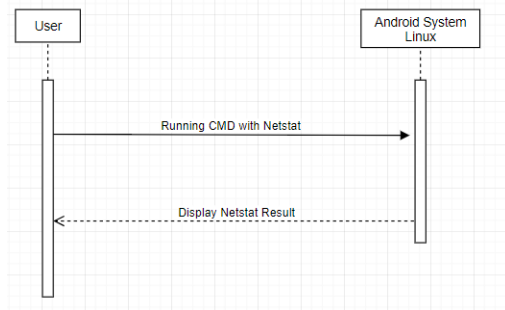 User
Android System
Linux
Running CMD with Netstat
Display Netstat Result